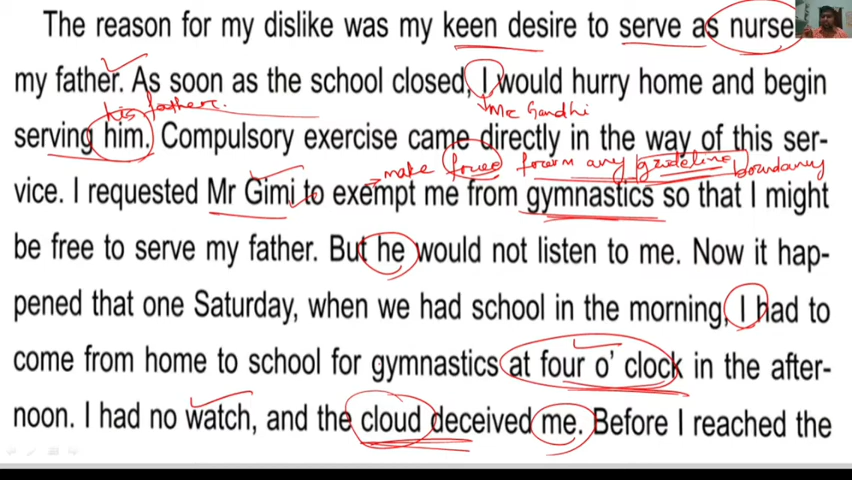 The reason for my dislike was my keen desire to serve as nurse
my father. As soon as the school closed, I would hurry home and begin
his father. Mc Gandhi
serving him. Compulsory exercise came directly in the way of this ser-
make from any guideline boundary
vice. I requested Mr Gimi to exempt me from gymnastics so that I might
be free to serve my father. But he would not listen to me. Now it hap-
pened that one Saturday, when we had school in the morning, I had to
come from home to school for gymnastics at four o' clock in the after-
noon. I had no watch, and the cloud deceived me. Before I reached the